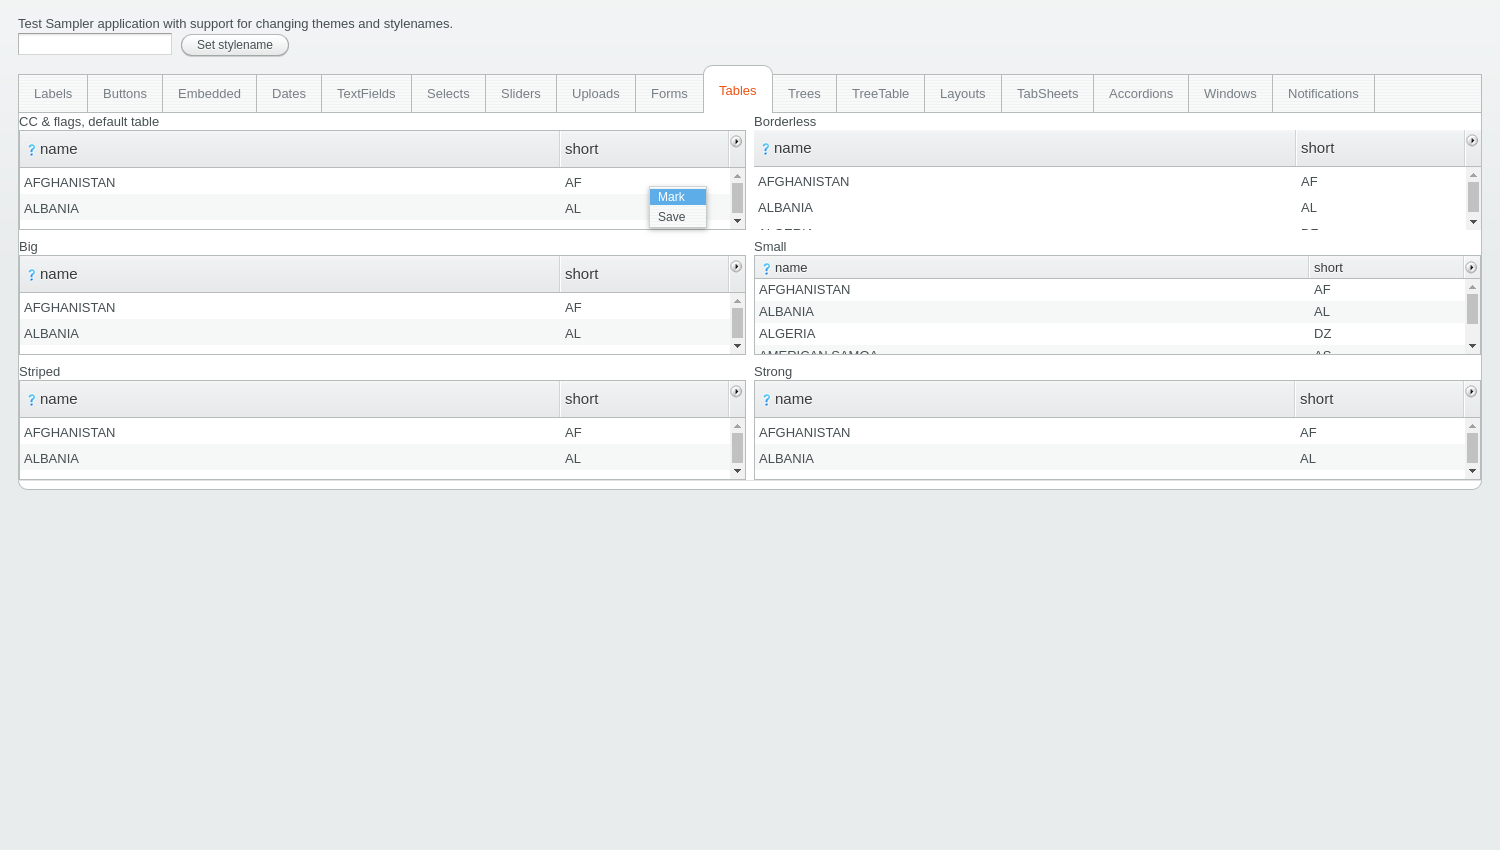 Test Sampler application with support for changing themes and stylenames.
Set stylename
Labels Buttons Embedded Dates TextFields Selects Sliders Uploads Forms Tables Trees TreeTable Layouts TabSheets Accordions Windows Notifications
CC & flags, default table
name short
AFGHANISTAN AF
ALBANIA AL
Mark
Save
Borderless
name short
AFGHANISTAN AF
ALBANIA AL
Big
name short
AFGHANISTAN AF
ALBANIA AL
Small
name short
AFGHANISTAN AF
ALBANIA AL
ALGERIA DZ
AMERICAN SAMOA AS
Striped
name short
AFGHANISTAN AF
ALBANIA AL
Strong
name short
AFGHANISTAN AF
ALBANIA AL